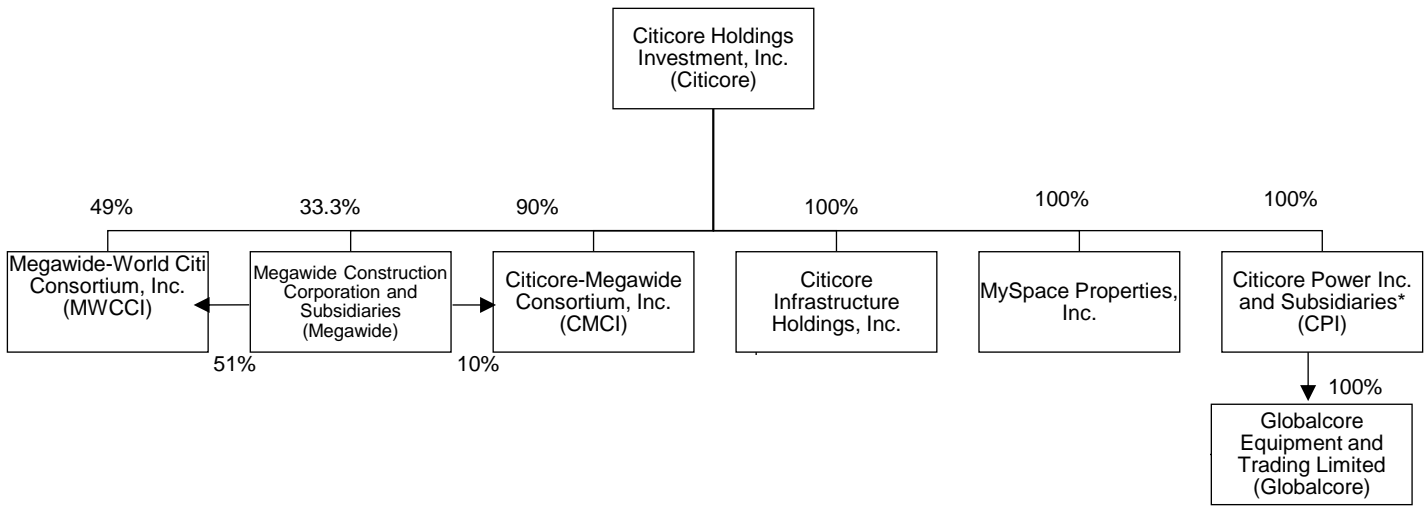 Citicore Holdings
Investment, Inc.
(Citicore)
49%
33.3%
90%
100%
100%
100%
Megawide-World Citi
Consortium, Inc.
(MWCCI)
Megawide Construction
Corporation and
Subsidiaries
(Megawide)
Citicore-Megawide
Consortium, Inc.
(CMCI)
Citicore
Infrastructure
Holdings, Inc.
MySpace Properties,
Inc.
Citicore Power Inc.
and Subsidiaries*
(CPI)
51%
10%
100%
Globalcore
Equipment and
Trading Limited
(Globalcore)